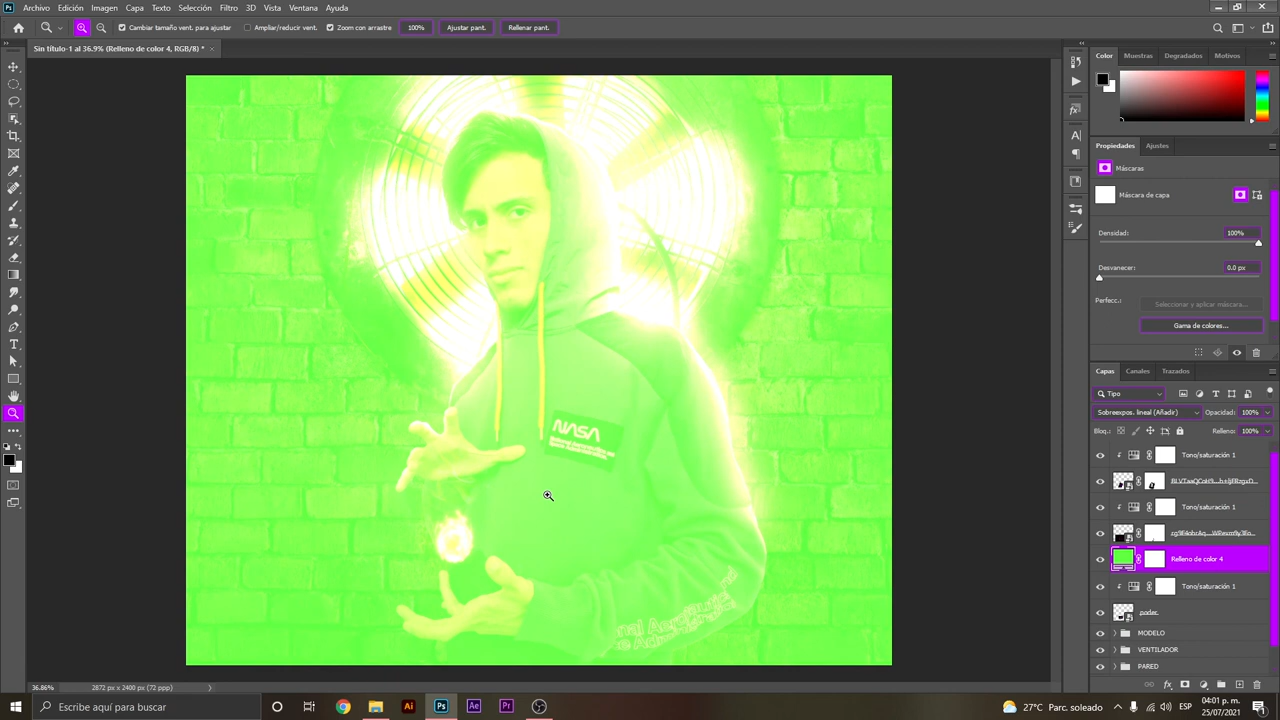 Archivo Edición Imagen Capa Texto Selección Filtro 3D Vista Ventana Ayuda
Cambiar tamaño vent. para ajustar Ampliar/reducir vent. Zoom con arrastre 100% Ajustar pant. Rellenar pant.
Sin título-1 al 36.9% (Relleno de color 4, RGB/8) *
Color Muestras Degradados Motivos
Propiedades Ajustes
Máscaras
Máscara de capa
Densidad: 100%
Desvanecer: 0.0 px
Perfecc.: Seleccionar y aplicar máscara...
Gama de colores...
Capas Canales Trazados
Tipo
Sobreexpos. lineal (Añadir) Opacidad: 100%
Bloq.: Relleno: 100%
Tono/saturación 1
Tono/saturación 1
Relleno de color 4
Tono/saturación 1
poder
MODELO
VENTILADOR
PARED
NASA
36.86% 2872 px x 2400 px (72 ppp)
Escribe aquí para buscar
Ai Ps Ae Pr
27°C Parc. soleado ESP 04:01 p. m. 25/07/2021